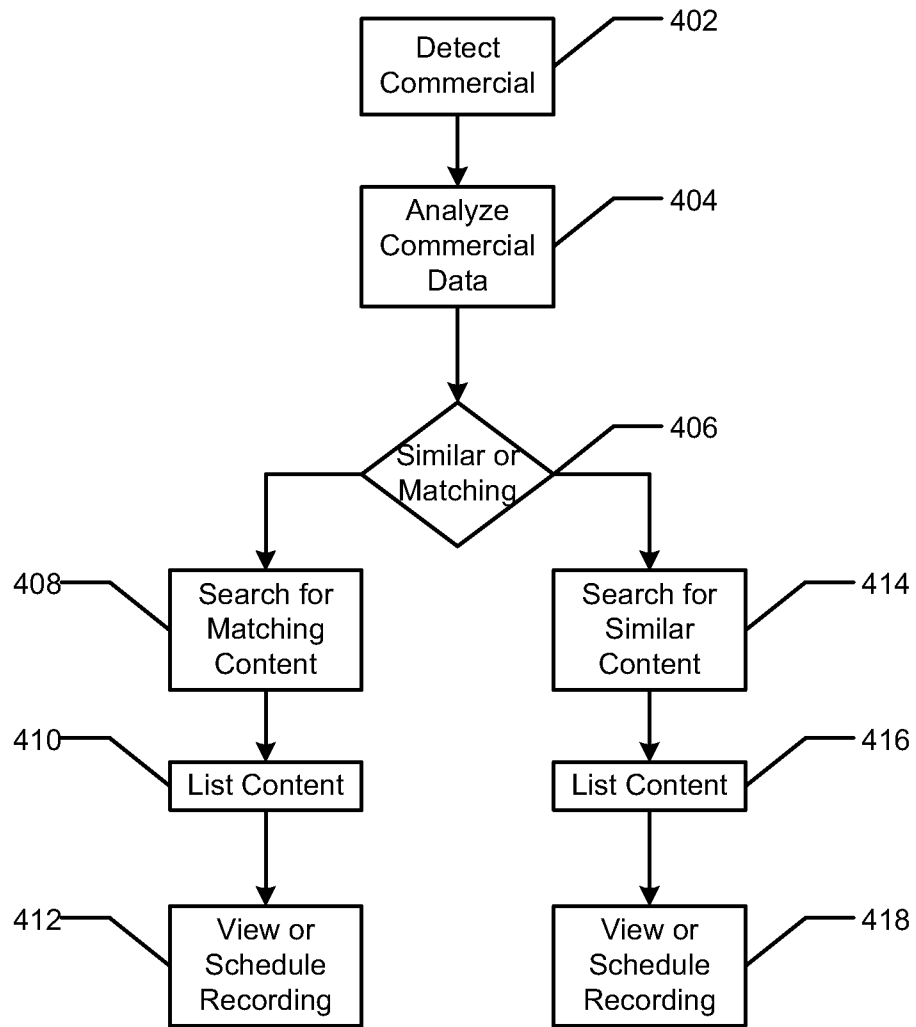 402
Detect
Commercial
404
Analyze
Commercial
Data
406
Similar or
Matching
408
Search for
Matching
Content
414
Search for
Similar
Content
410
List Content
416
List Content
412
View or
Schedule
Recording
418
View or
Schedule
Recording